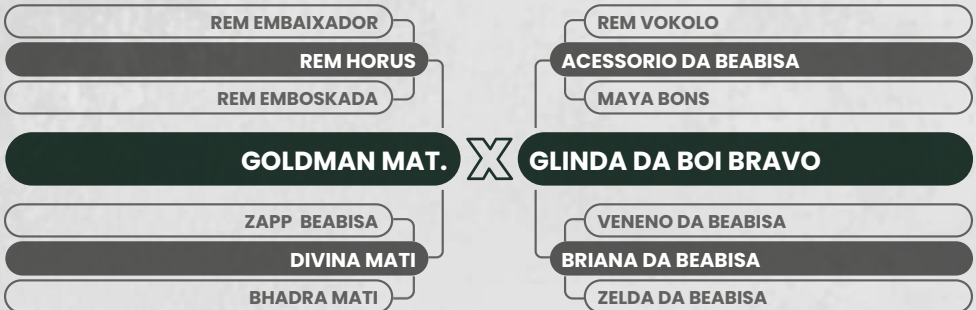 REM EMBAIXADOR REM VOKOLO
REM HORUS ACESSORIO DA BEABISA
REM EMBOSKADA MAYA BONS
GOLDMAN MAT. X GLINDA DA BOI BRAVO
ZAPP BEABISA VENENO DA BEABISA
DIVINA MATI BRIANA DA BEABISA
BHADRA MATI ZELDA DA BEABISA